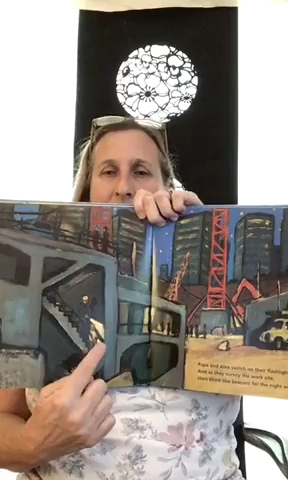 Papa and Alex switch on their flashlights
And as they survey the work site,
stars shine like beacons for the night